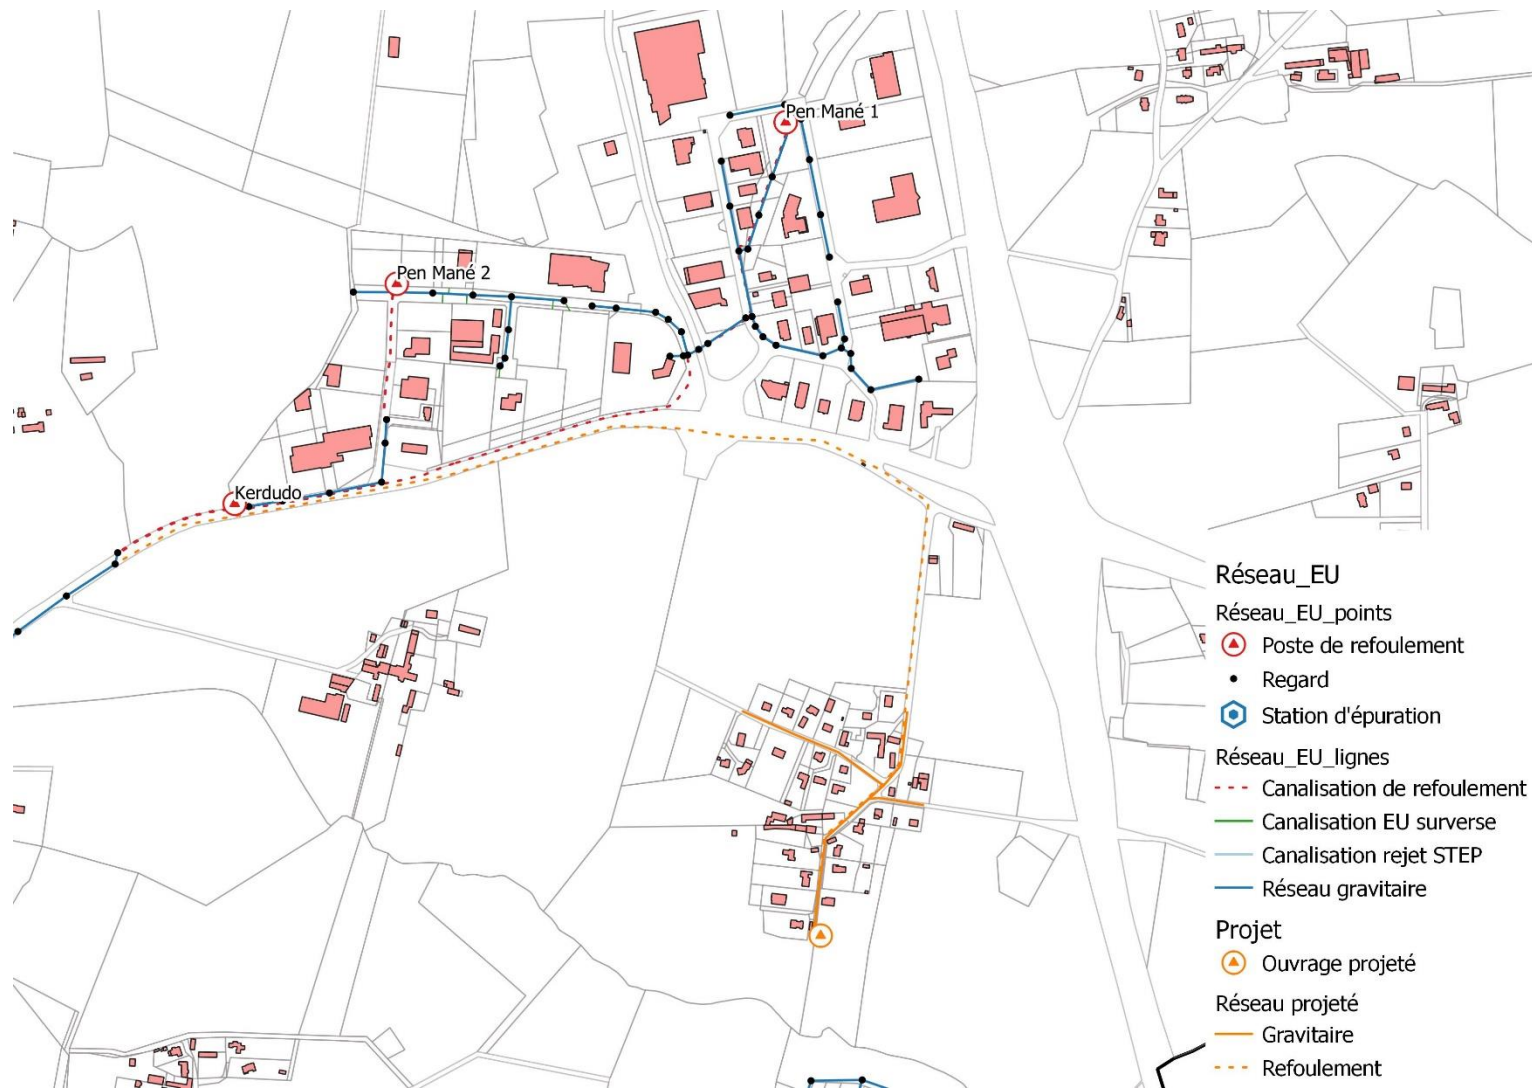 Pen Mané 1
Pen Mané 2
Kerdudo
Réseau_EU
Réseau_EU_points
Poste de refoulement
Regard
Station d'épuration
Réseau_EU_lignes
Canalisation de refoulement
Canalisation EU surverse
Canalisation rejet STEP
Réseau gravitaire
Projet
Ouvrage projeté
Réseau projeté
Gravitaire
Refoulement